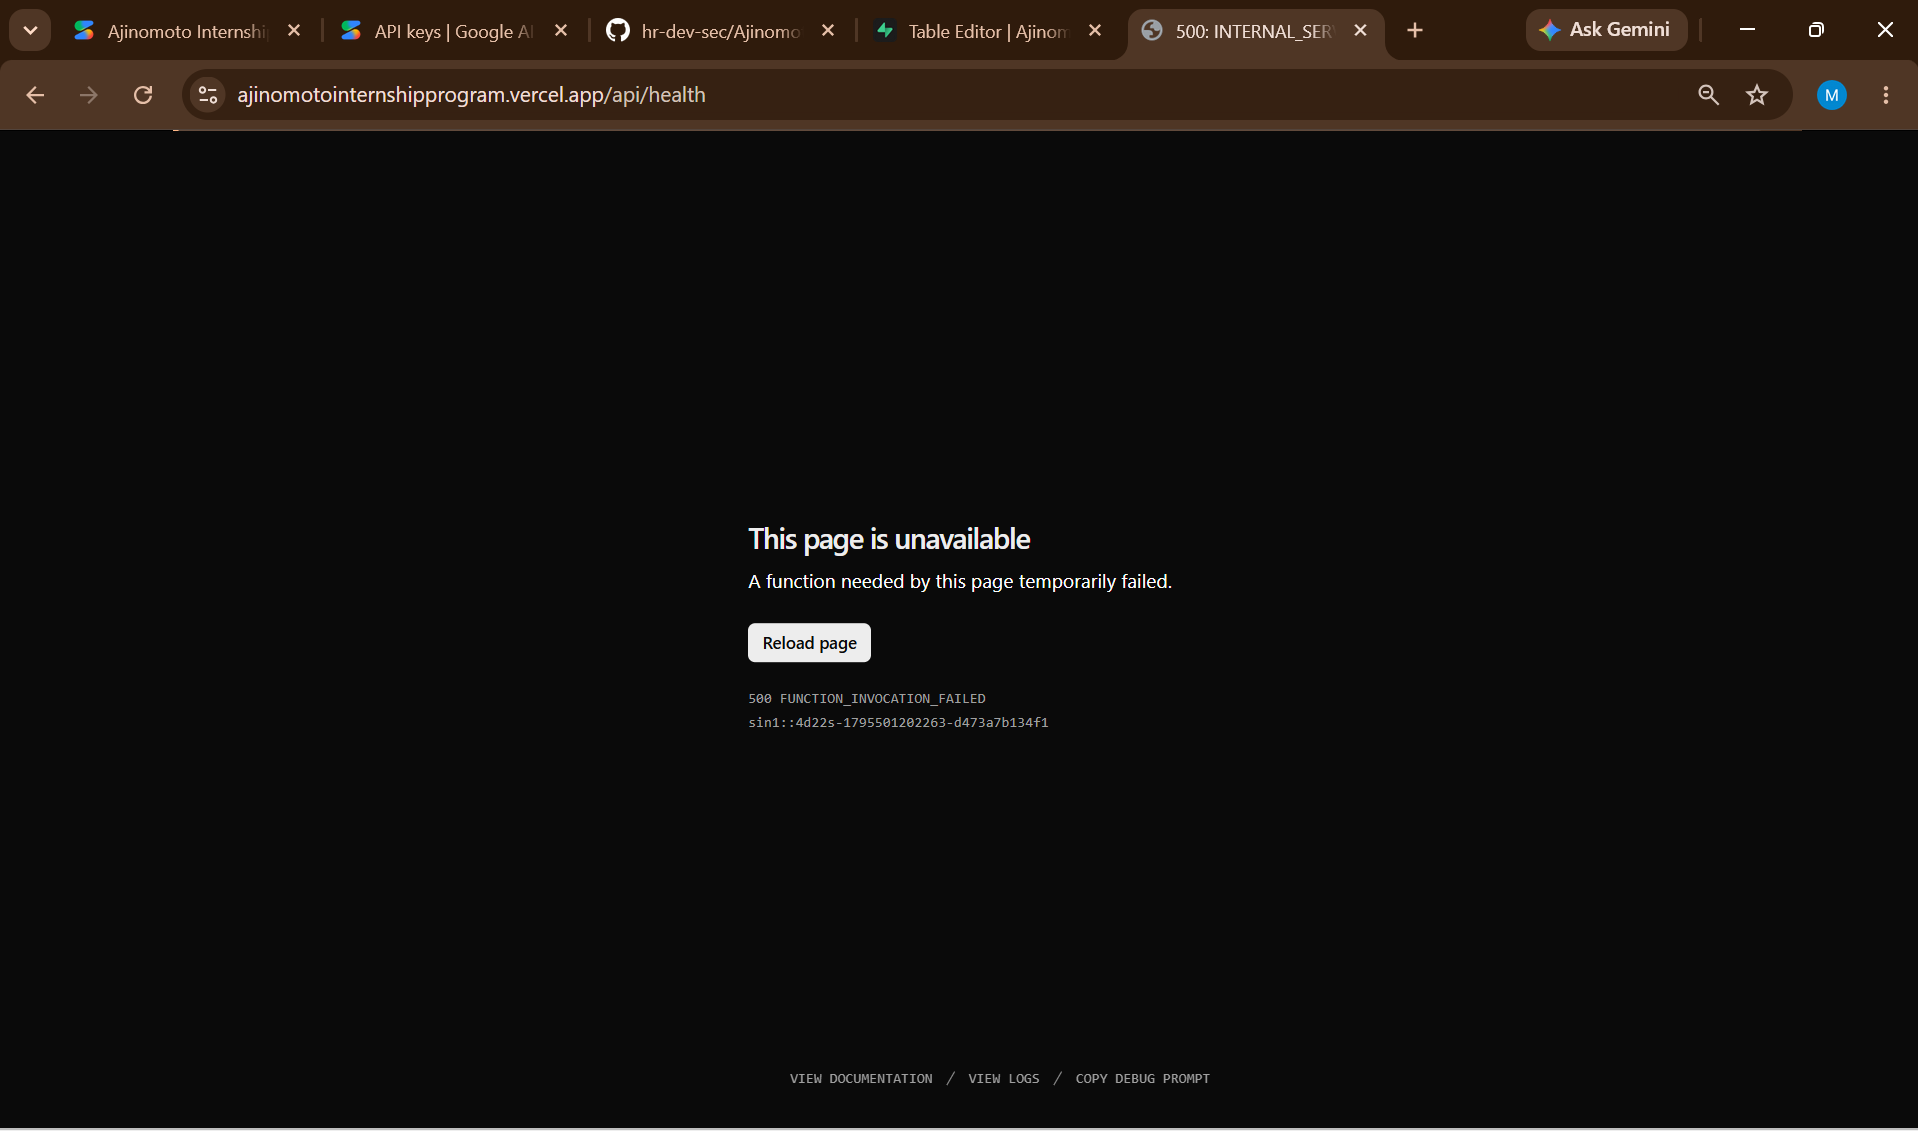 Ajinomoto Internshi
API keys | Google AI
hr-dev-sec/Ajinomo
Table Editor | Ajinom
500: INTERNAL_SER
Ask Gemini
ajinomotointernshipprogram.vercel.app/api/health
M
This page is unavailable
A function needed by this page temporarily failed.
Reload page
500 FUNCTION_INVOCATION_FAILED
sin1::4d22s-1795501202263-d473a7b134f1
VIEW DOCUMENTATION / VIEW LOGS / COPY DEBUG PROMPT